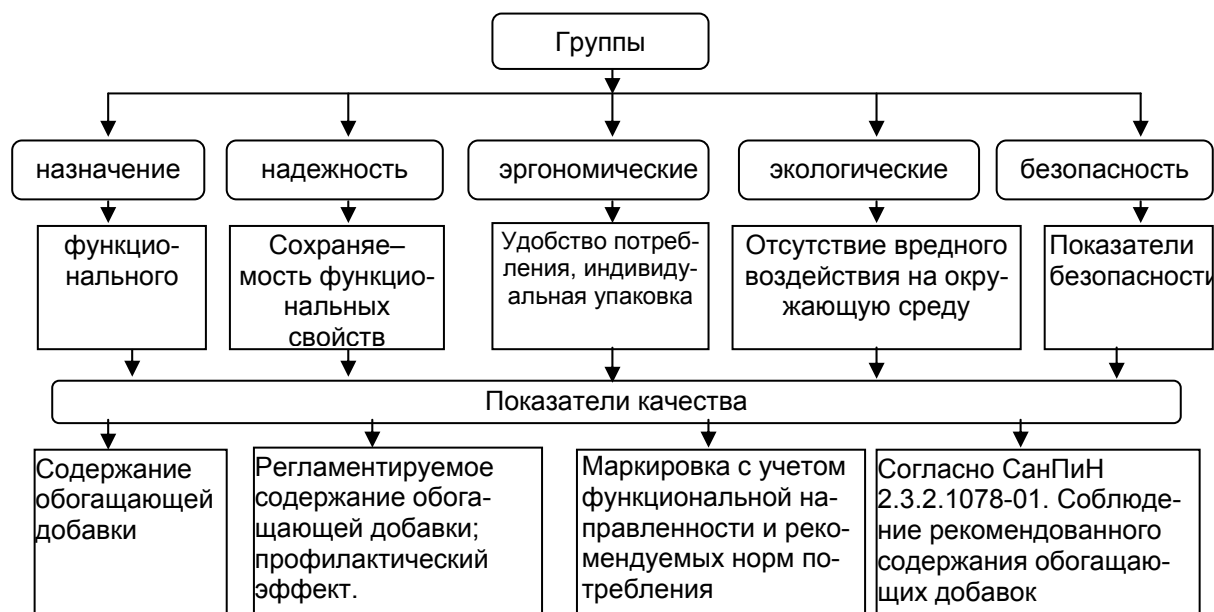 Группы
назначение
надежность
эргономические
экологические
безопасность
функцио-
нального
Сохраняе–
мость функцио-
нальных
свойств
Удобство потреб-
ления, индивиду-
альная упаковка
Отсутствие вредного
воздействия на окру-
жающую среду
Показатели
безопасности
Показатели качества
Содержание
обогащающей
добавки
Регламентируемое
содержание обога-
щающей добавки;
профилактический
эффект.
Маркировка с учетом
функциональной на-
правленности и реко-
мендуемых норм по-
требления
Согласно СанПиН
2.3.2.1078-01. Соблюде-
ние рекомендованного
содержания обогащаю-
щих добавок